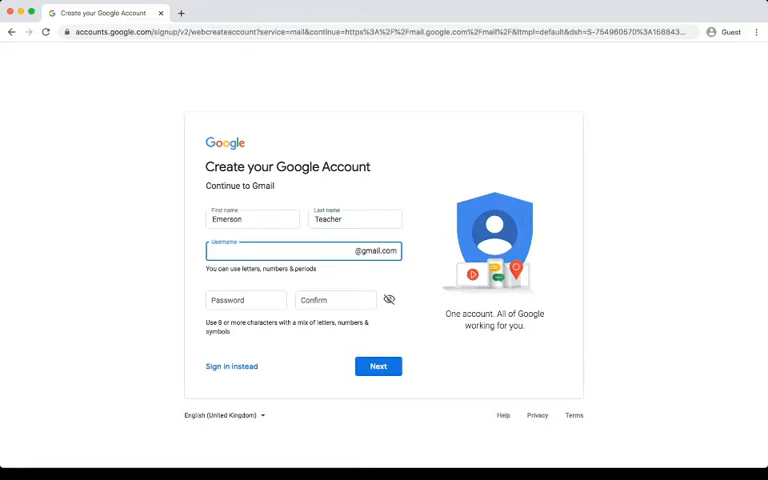 Create your Google Account
accounts.google.com/signup/v2/webcreateaccount?service=mail&continue=https%3A%2F%2Fmail.google.com%2Fmail%2F&ltmpl=default&dsh=S-754960570%3A158843...
Guest
Google
Create your Google Account
Continue to Gmail
First name
Last name
Emerson
Teacher
Username
@gmail.com
You can use letters, numbers & periods
Password
Confirm
Use 8 or more characters with a mix of letters, numbers &
symbols
One account. All of Google
working for you.
Sign in instead
Next
English (United Kingdom)
Help
Privacy
Terms